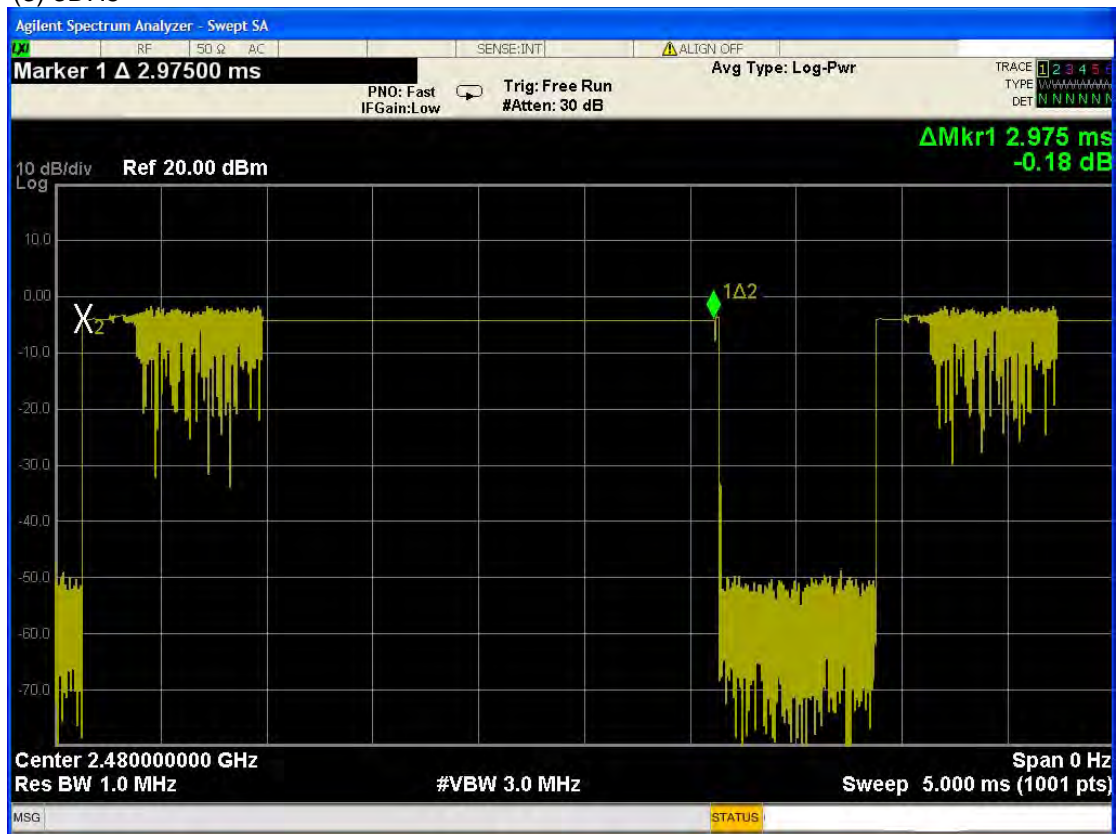 Agilent Spectrum Analyzer - Swept SA
LXI RF 50 Ω AC SENSE:INT ALIGN OFF
Marker 1 Δ 2.97500 ms
PNO: Fast
IFGain:Low
Trig: Free Run
#Atten: 30 dB
Avg Type: Log-Pwr
TRACE 1 2 3 4 5
TYPE
DET N N N N N N
ΔMkr1 2.975 ms
-0.18 dB
10 dB/div Ref 20.00 dBm
Log
10.0
0.00
1Δ2
X2
-10.0
-20.0
-30.0
-40.0
-50.0
-60.0
-70.0
Center 2.480000000 GHz Span 0 Hz
Res BW 1.0 MHz #VBW 3.0 MHz Sweep 5.000 ms (1001 pts)
MSG STATUS